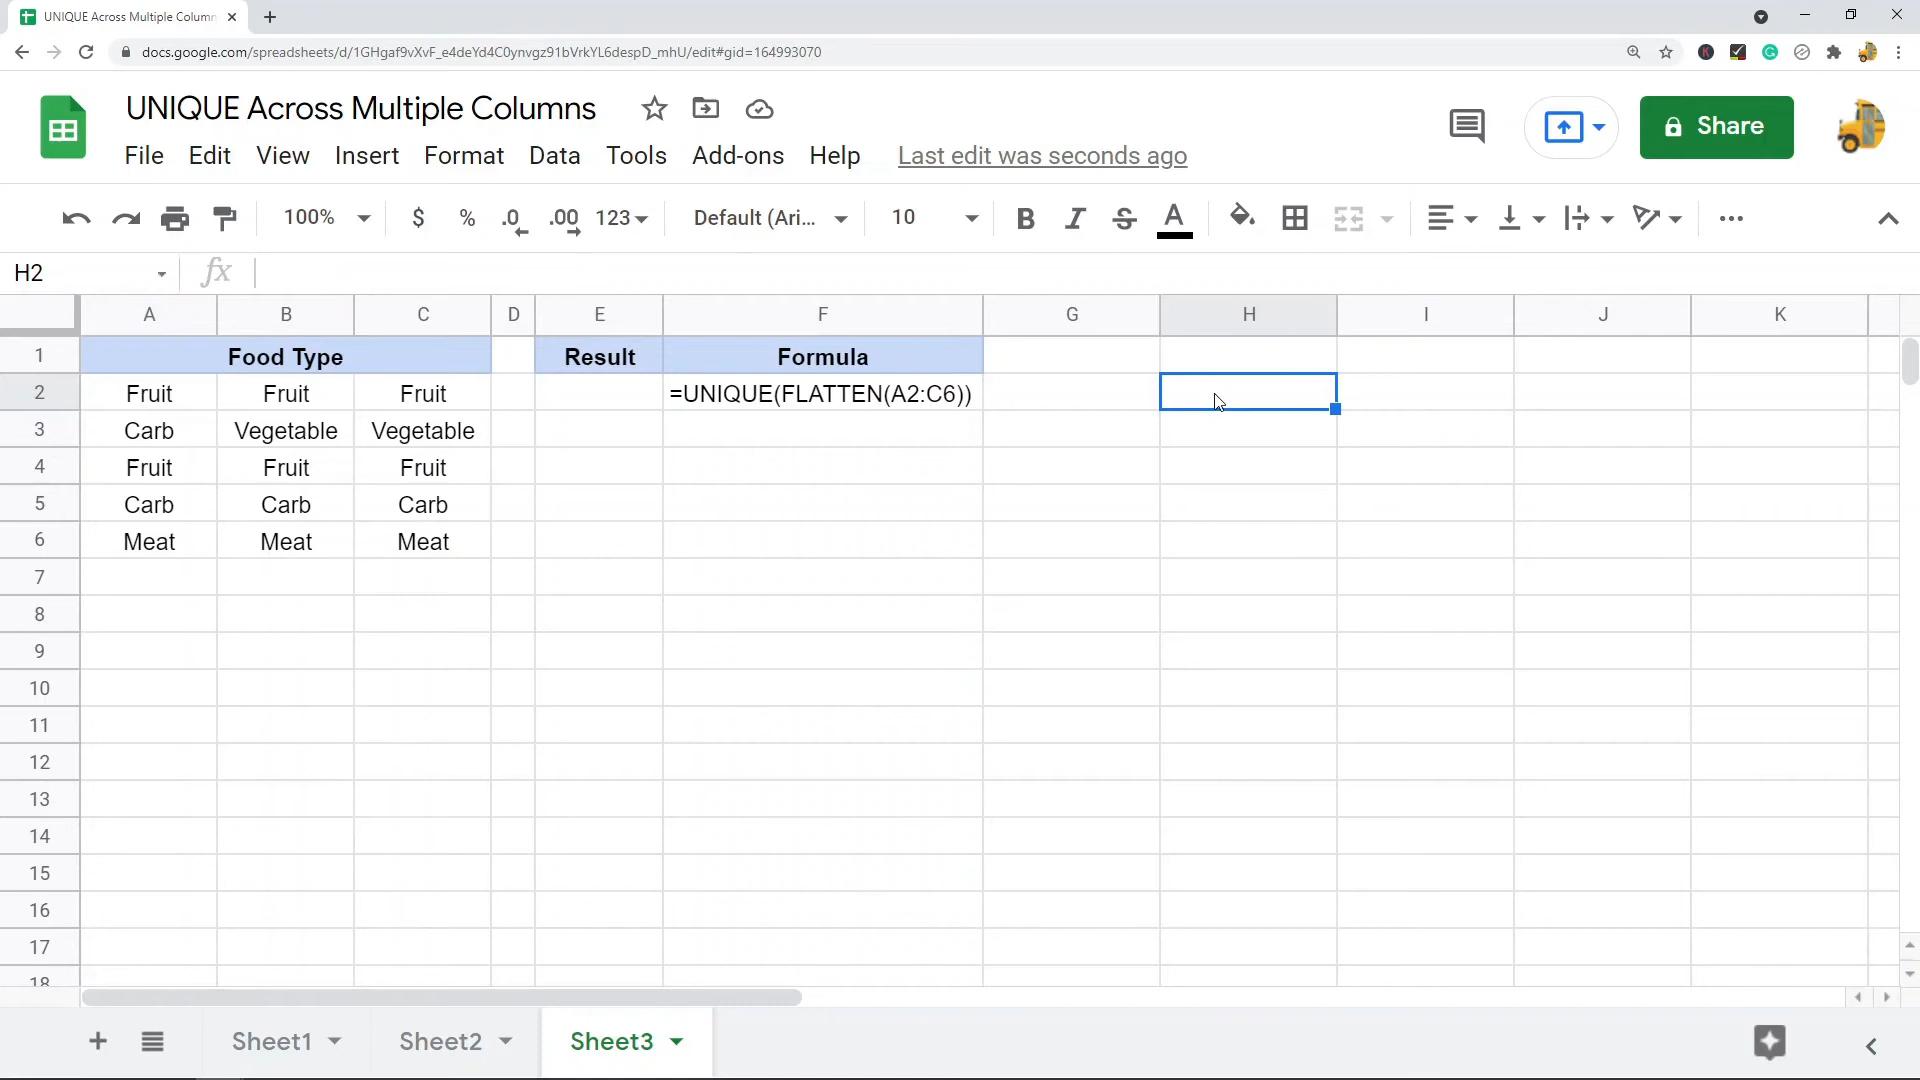 UNIQUE Across Multiple Column
docs.google.com/spreadsheets/d/1GHgaf9vXvF_e4deYd4C0ynvgz91bVrkYL6despD_mhU/edit#gid=164993070
UNIQUE Across Multiple Columns
Share
File Edit View Insert Format Data Tools Add-ons Help Last edit was seconds ago
100% $ % .0 .00 123 Default (Ari... 10 B I S A
H2 fx
A B C D E F G H I J K
1 Food Type Result Formula
2 Fruit Fruit Fruit =UNIQUE(FLATTEN(A2:C6))
3 Carb Vegetable Vegetable
4 Fruit Fruit Fruit
5 Carb Carb Carb
6 Meat Meat Meat
7
8
9
10
11
12
13
14
15
16
17
18
Sheet1 Sheet2 Sheet3